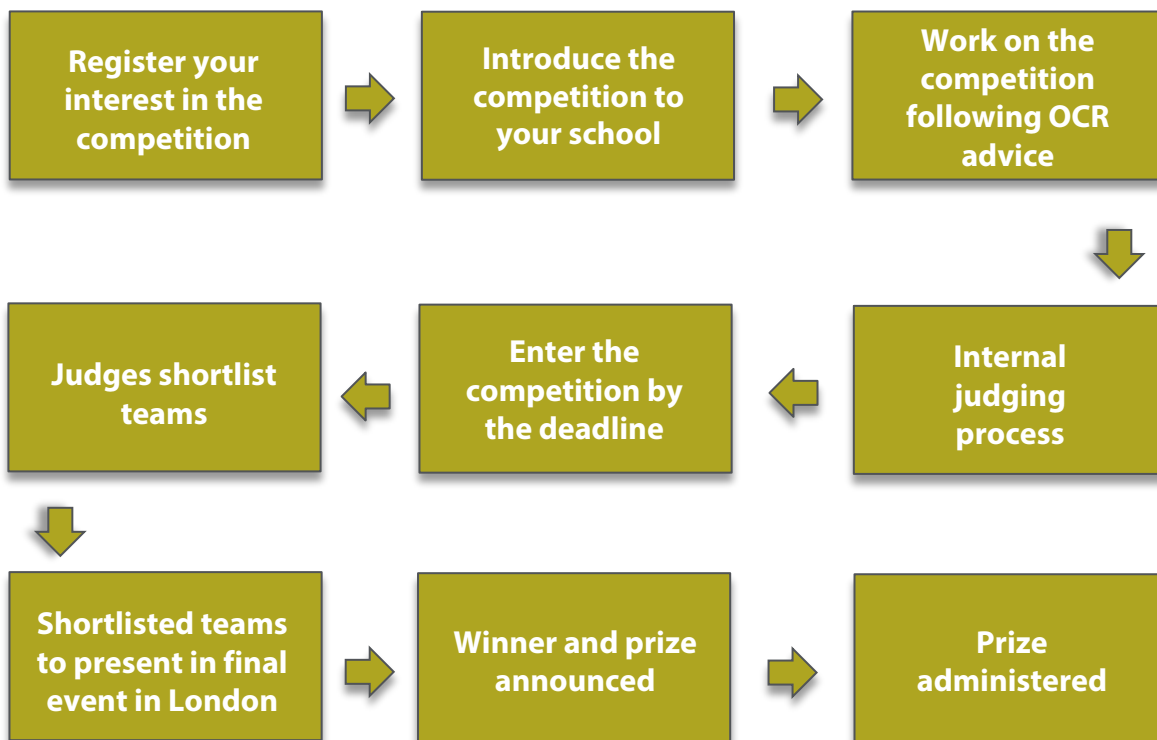 Register your
interest in the
competition
Introduce the
competition to
your school
Work on the
competition
following OCR
advice
Internal
judging
process
Enter the
competition by
the deadline
Judges shortlist
teams
Shortlisted teams
to present in final
event in London
Winner and prize
announced
Prize
administered